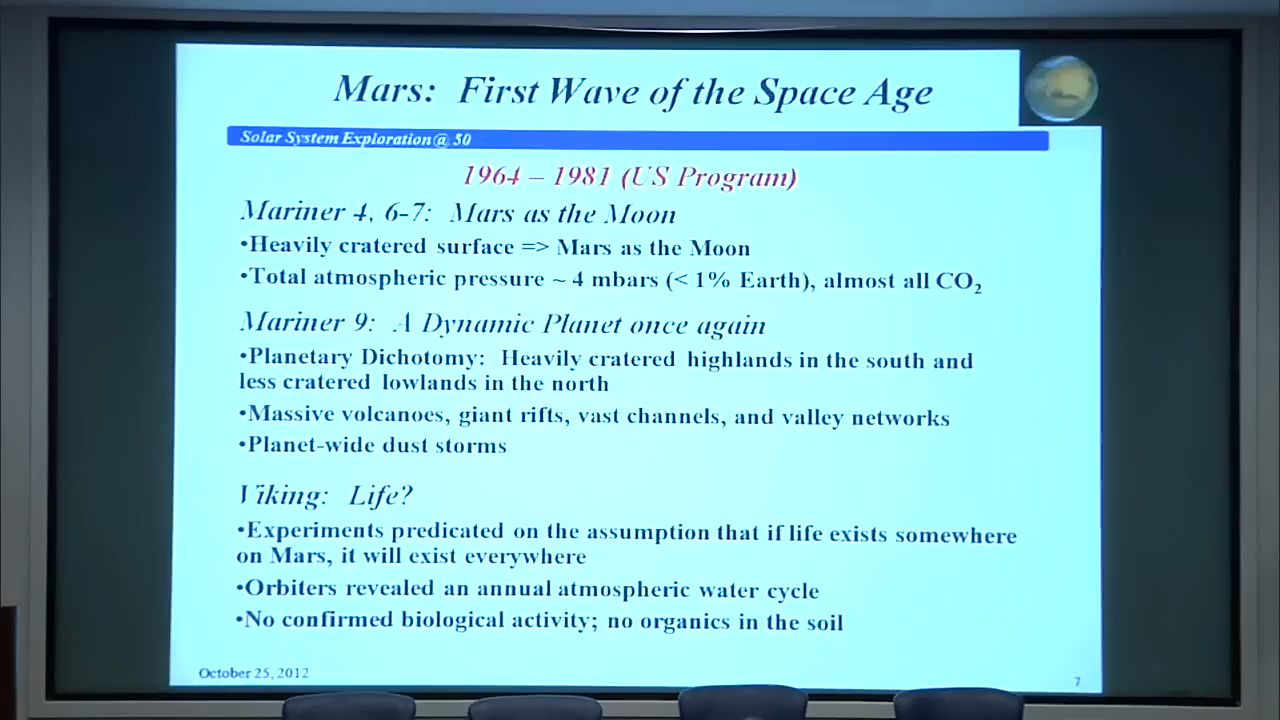 Mars: First Wave of the Space Age
Solar System Exploration@ 50
1964 – 1981 (US Program)
Mariner 4, 6-7: Mars as the Moon
•Heavily cratered surface => Mars as the Moon
•Total atmospheric pressure ~ 4 mbars (< 1% Earth), almost all CO₂
Mariner 9: A Dynamic Planet once again
•Planetary Dichotomy: Heavily cratered highlands in the south and
less cratered lowlands in the north
•Massive volcanoes, giant rifts, vast channels, and valley networks
•Planet-wide dust storms
Viking: Life?
•Experiments predicated on the assumption that if life exists somewhere
on Mars, it will exist everywhere
•Orbiters revealed an annual atmospheric water cycle
•No confirmed biological activity; no organics in the soil
October 25, 2012
7